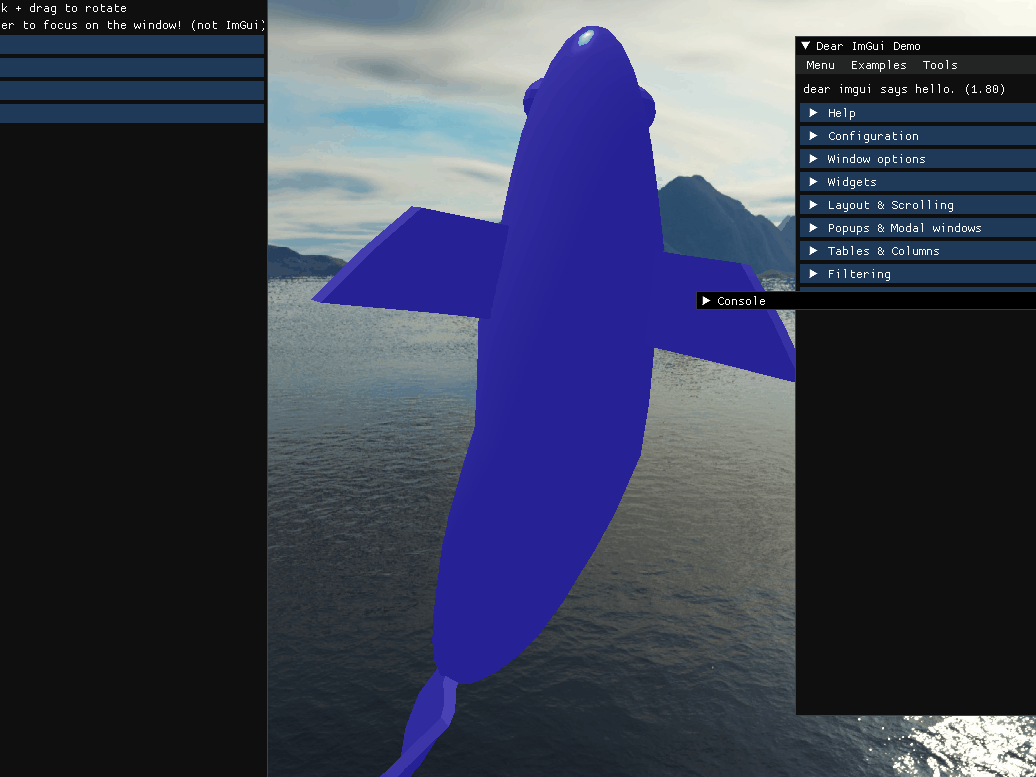 k + drag to rotate
er to focus on the window! (not ImGui)
Dear ImGui Demo
Menu Examples Tools
dear imgui says hello. (1.80)
Help
Configuration
Window options
Widgets
Layout & Scrolling
Popups & Modal windows
Tables & Columns
Filtering
Console